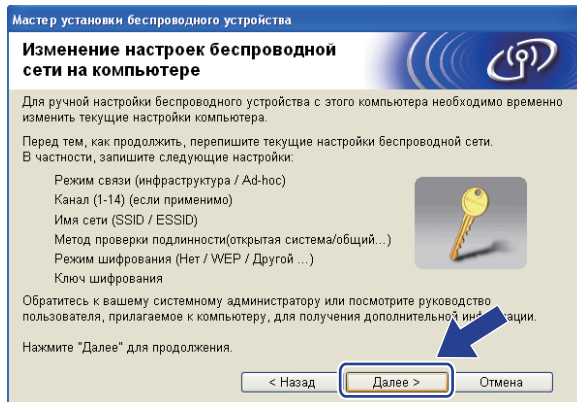 Мастер установки беспроводного устройства
Изменение настроек беспроводной
сети на компьютере
Для ручной настройки беспроводного устройства с этого компьютера необходимо временно
изменить текущие настройки компьютера.
Перед тем, как продолжить, перепишите текущие настройки беспроводной сети.
В частности, запишите следующие настройки:
Режим связи (инфраструктура / Ad-hoc)
Канал (1-14) (если применимо)
Имя сети (SSID / ESSID)
Метод проверки подлинности(открытая система/общий...)
Режим шифрования (Нет / WEP / Другой ...)
Ключ шифрования
Обратитесь к вашему системному администратору или посмотрите руководство
пользователя, прилагаемое к компьютеру, для получения дополнительной информации.
Нажмите "Далее" для продолжения.
< Назад Далее > Отмена